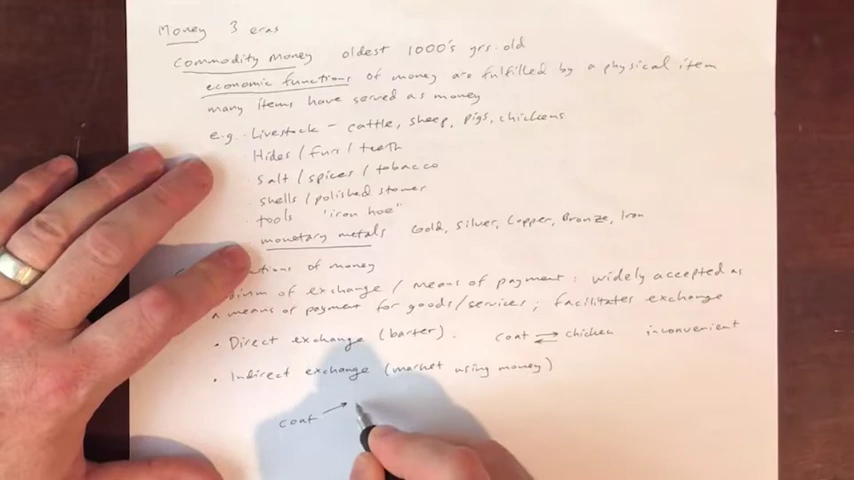 Money 3 eras
Commodity Money oldest 1000's yrs. old
economic functions of money are fulfilled by a physical item
many items have served as money
e.g. · Livestock – cattle, sheep, pigs, chickens
· Hides / furs / teeth
· salt / spices / tobacco
· shells / polished stones
· tools "iron hoe"
· monetary metals Gold, Silver, Copper, Bronze, Iron
of money
of exchange / means of payment : widely accepted as
a means of payment for goods/services ; facilitates exchange
• Direct exchange (barter). coat ⇌ chicken inconvenient
• Indirect exchange (market using money)
coat →